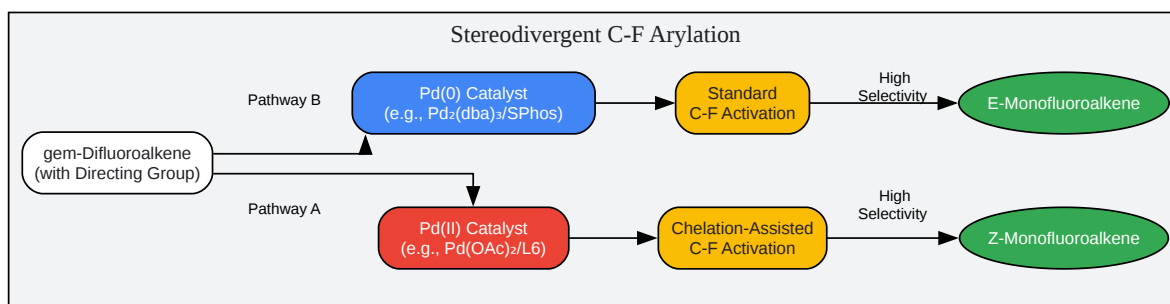 Stereodivergent C-F Arylation
Pathway B
Pd(0) Catalyst
(e.g., Pd₂(dba)₃/SPhos)
Standard
C-F Activation
High
Selectivity
E-Monofluoroalkene
gem-Difluoroalkene
(with Directing Group)
Pathway A
Pd(II) Catalyst
(e.g., Pd(OAc)₂/L6)
Chelation-Assisted
C-F Activation
High
Selectivity
Z-Monofluoroalkene